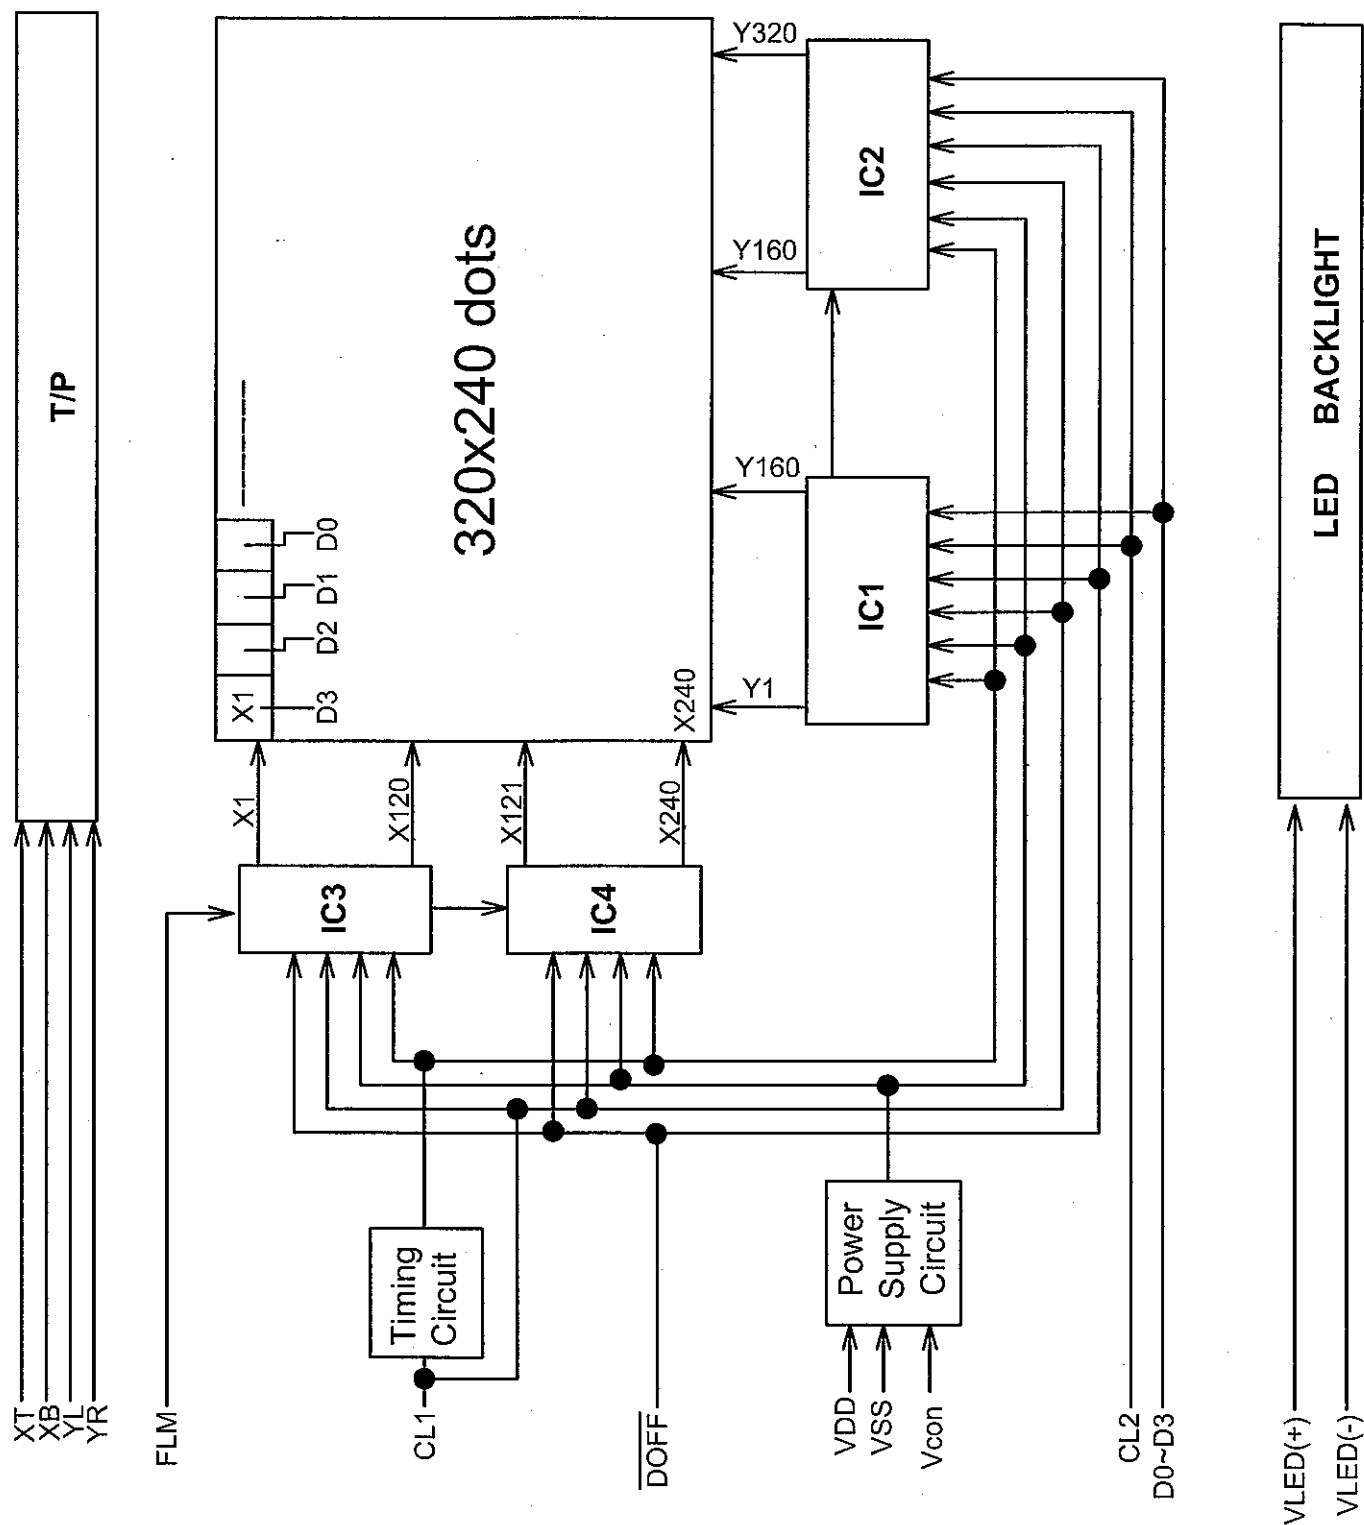 XT
XB
YL
YR
T/P
FLM
CL1
DOFF
VDD
VSS
Vcon
CL2
D0~D3
VLED(+)
VLED(-)
Timing
Circuit
Power
Supply
Circuit
IC3
IC4
X1
X120
X121
X240
X1
D3
D2
D1
D0
X240
320x240 dots
Y1
Y160
Y160
Y320
IC1
IC2
LED BACKLIGHT